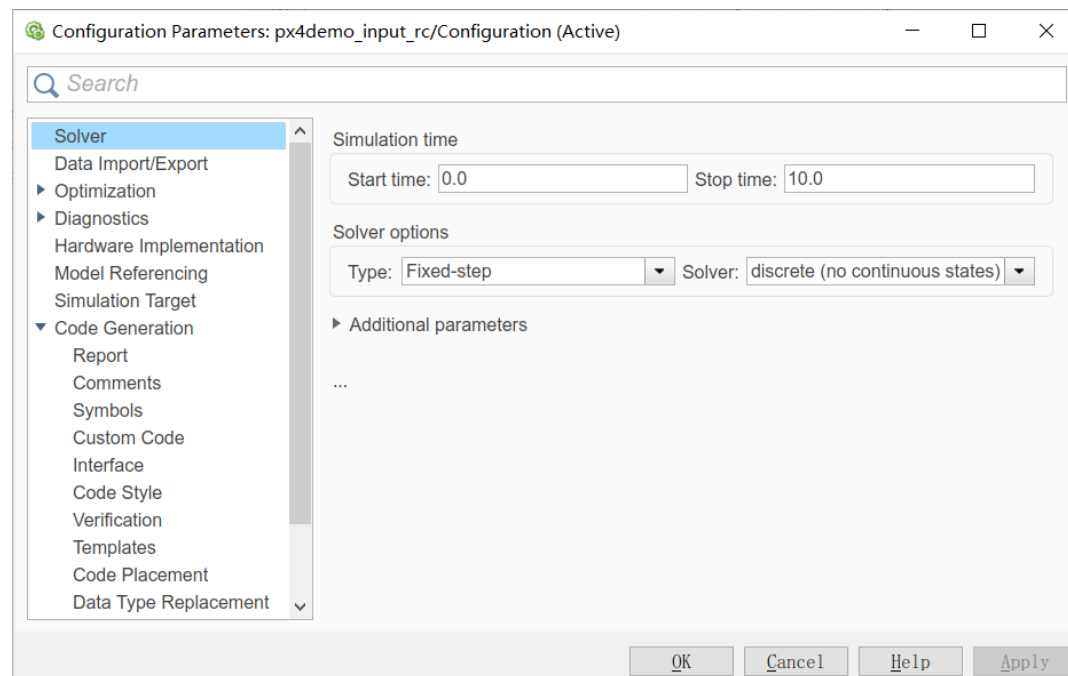 Configuration Parameters: px4demo_input_rc/Configuration (Active)
Search
Solver
Data Import/Export
Optimization
Diagnostics
Hardware Implementation
Model Referencing
Simulation Target
Code Generation
Report
Comments
Symbols
Custom Code
Interface
Code Style
Verification
Templates
Code Placement
Data Type Replacement
Simulation time
Start time: 0.0 Stop time: 10.0
Solver options
Type: Fixed-step Solver: discrete (no continuous states)
Additional parameters
...
OK Cancel Help Apply